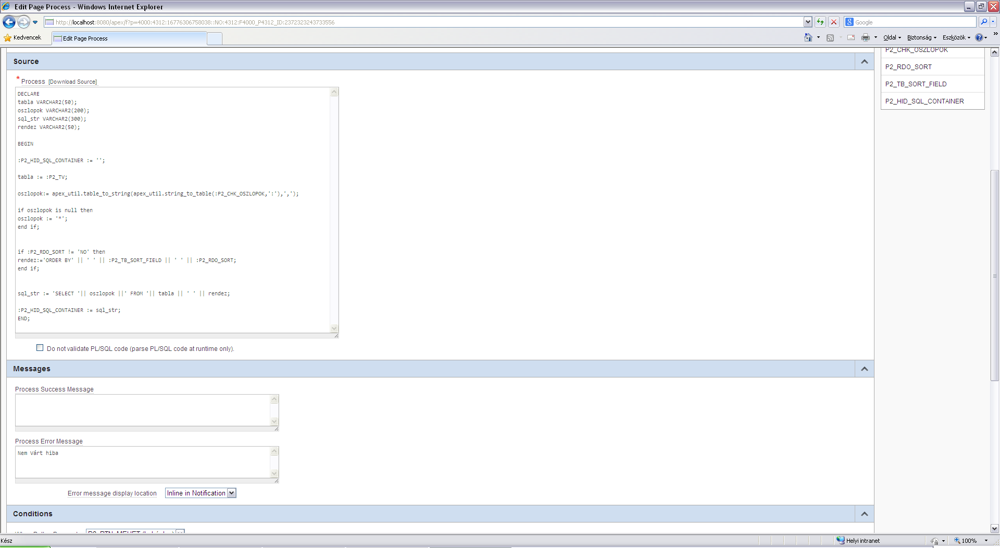 Edit Page Process - Windows Internet Explorer
http://localhost:8080/apex/f?p=4000:4312:16776306758038::NO:4312:F4000_P4312_ID:2372323243733556
Google
Kedvencek
Edit Page Process
Oldal
Biztonság
Eszközök
P2_CHK_OSZLOPOK
P2_RDO_SORT
P2_TB_SORT_FIELD
P2_HID_SQL_CONTAINER
Source
* Process [Download Source]
DECLARE
tabla VARCHAR2(50);
oszlopok VARCHAR2(200);
sql_str VARCHAR2(300);
rendez VARCHAR2(50);
BEGIN
:P2_HID_SQL_CONTAINER := '';
tabla := :P2_TV;
oszlopok:= apex_util.table_to_string(apex_util.string_to_table(:P2_CHK_OSZLOPOK,':'),',');
if oszlopok is null then
oszlopok := '*';
end if;
if :P2_RDO_SORT != 'NO' then
rendez:='ORDER BY' || ' ' || :P2_TB_SORT_FIELD || ' ' || :P2_RDO_SORT;
end if;
sql_str := 'SELECT '|| oszlopok ||' FROM '|| tabla || ' ' || rendez;
:P2_HID_SQL_CONTAINER := sql_str;
END;
Do not validate PL/SQL code (parse PL/SQL code at runtime only).
Messages
Process Success Message
Process Error Message
Nem Várt hiba
Error message display location Inline in Notification
Conditions
Kész
Helyi intranet
100%